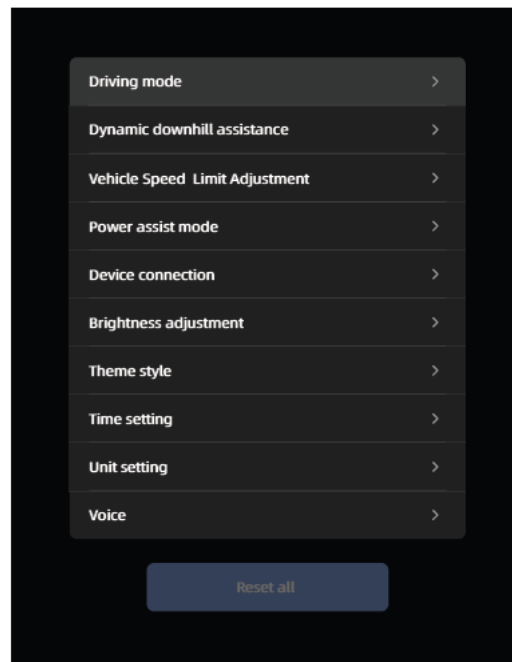 Driving mode
Dynamic downhill assistance
Vehicle Speed Limit Adjustment
Power assist mode
Device connection
Brightness adjustment
Theme style
Time setting
Unit setting
Voice
Reset all